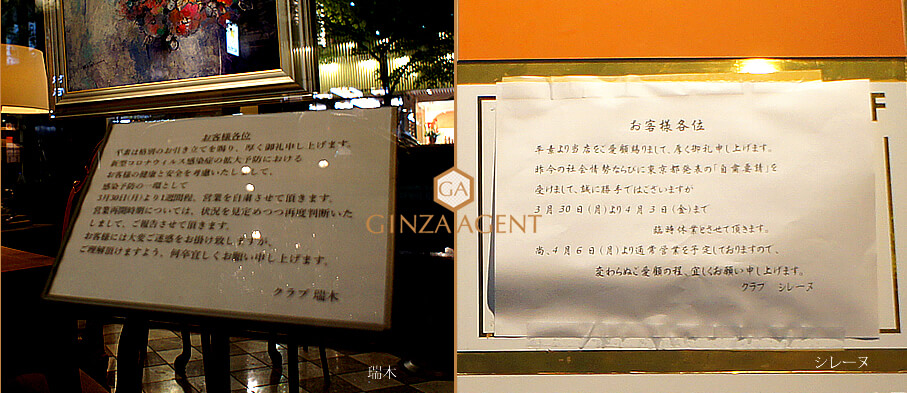 お客様各位
平素は格別のお引き立てを賜り、厚く御礼申し上げます。
新型コロナウィルス感染症の拡大予防における
お客様の健康と安全を考慮いたしまして、
感染予防の一環として
3月30日(月)より1週間程、営業を自粛させて頂きます。
営業再開時期については、状況を見定めつつ再度判断いた
しまして、ご報告させて頂きます。
お客様には大変ご迷惑をお掛け致しますが、
ご理解頂けますよう、何卒宜しくお願い申し上げます。
クラブ 瑞木
瑞木
GA
GINZA AGENT
F
お客様各位
平素より当店をご愛顧賜りまして、厚く御礼申し上げます。
昨今の社会情勢ならびに東京都発表の「自粛要請」を
受けまして、誠に勝手ではございますが
3月30日(月)より4月3日(金)まで
臨時休業とさせて頂きます。
尚、4月6日(月)より通常営業を予定しておりますので、
変わらぬご愛顧の程、宜しくお願い申し上げます。
クラブ シレーヌ
シレーヌ